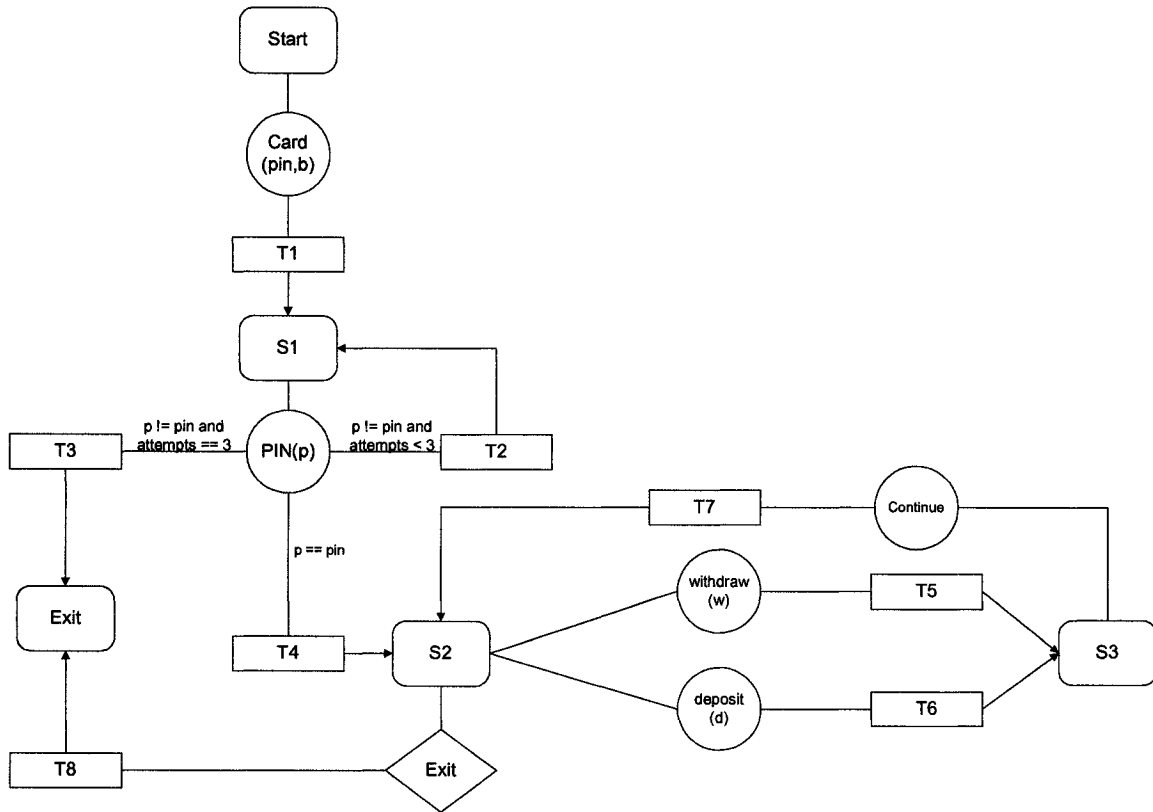 Start
Card
(pin,b)
T1
S1
p != pin and
attempts == 3
PIN(p)
p != pin and
attempts < 3
T3
T2
p == pin
T7
Continue
withdraw
(w)
T5
Exit
T4
S2
S3
deposit
(d)
T6
T8
Exit